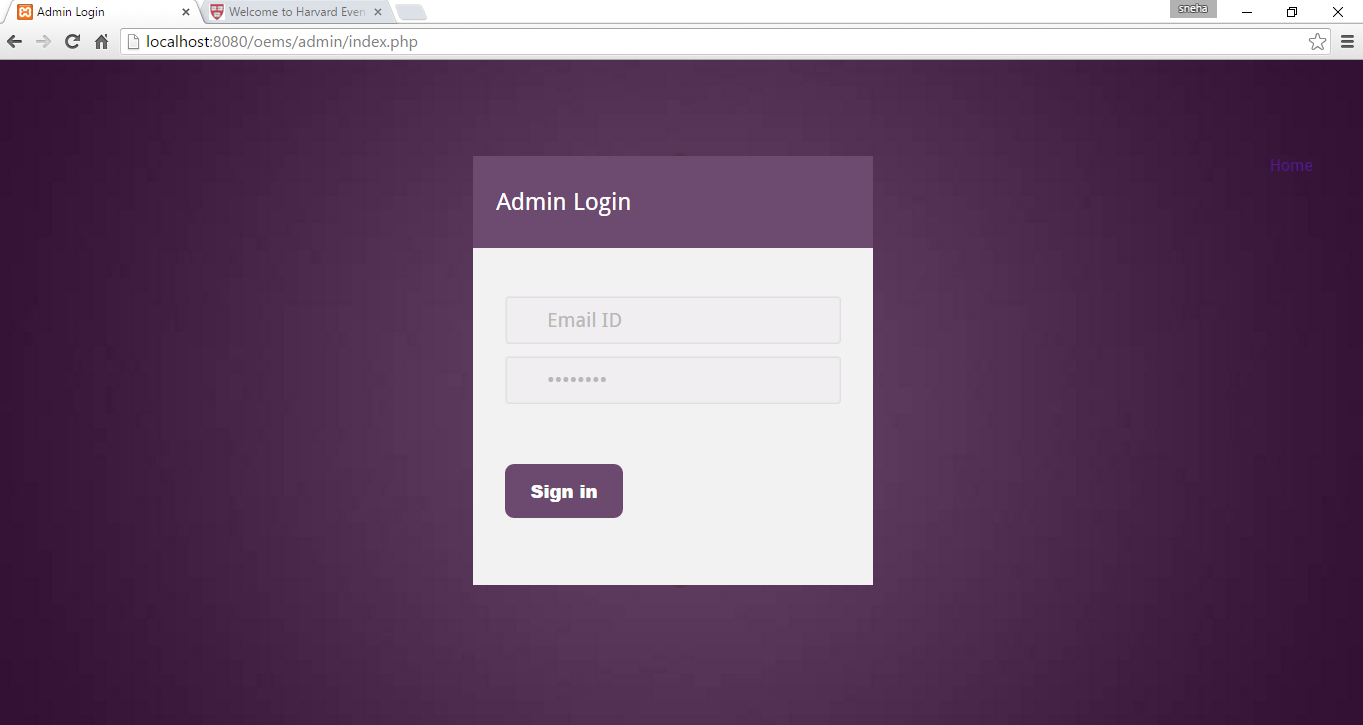 Admin Login
Welcome to Harvard Even
sneha
localhost:8080/oems/admin/index.php
Home
Admin Login
Email ID
••••••••
Sign in